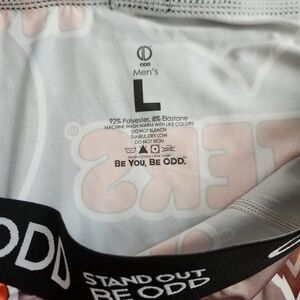 ODD
Men's
L
92% Polyester, 8% Elastane
MACHINE WASH WARM WITH LIKE COLORS
DO NOT BLEACH
TUMBLE DRY LOW
DO NOT IRON
BE YOU, BE ODD.
ODD
STAND OUT
BE ODD